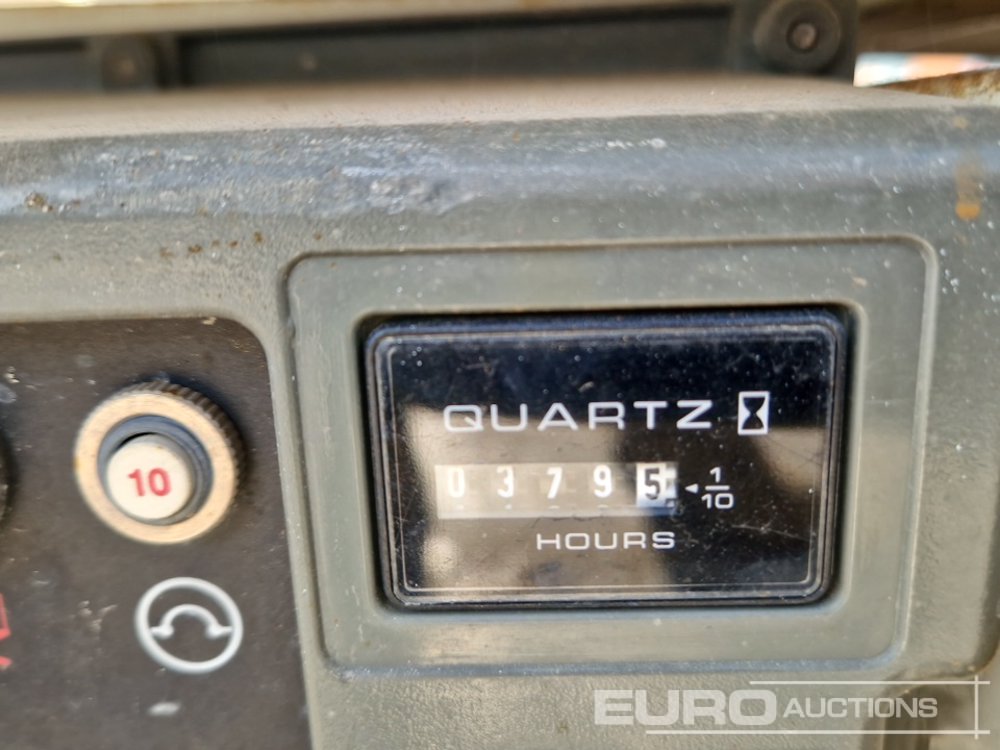 QUARTZ
0 3 7 9 5 1/10
HOURS
10
EURO AUCTIONS